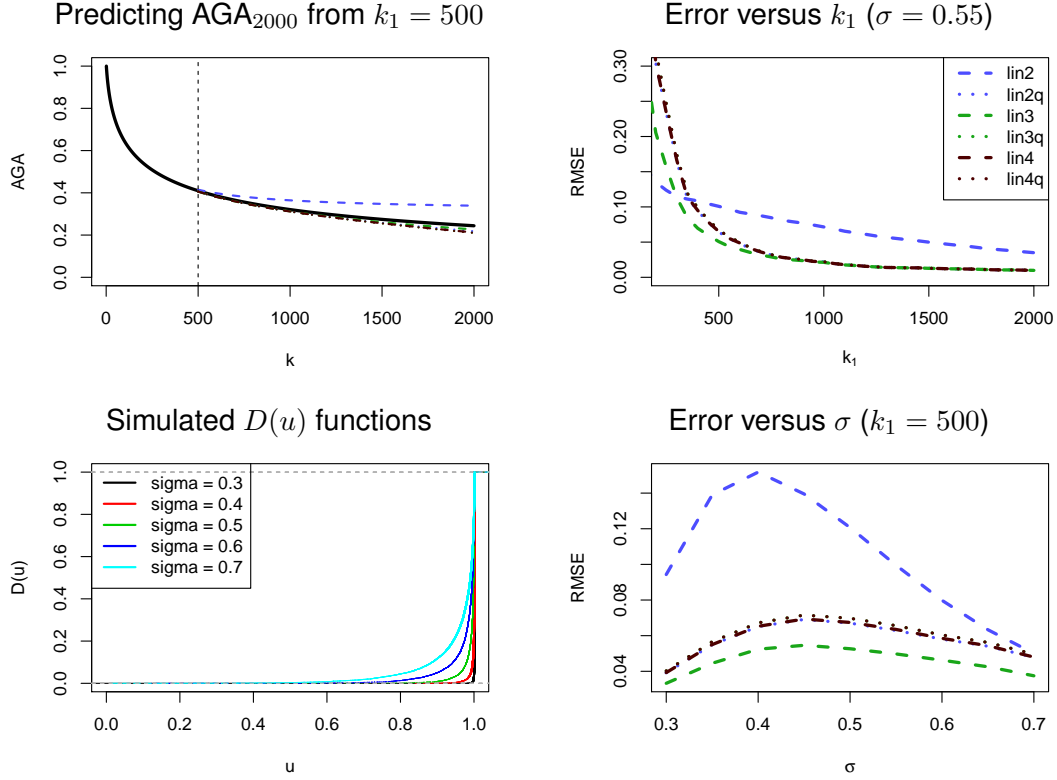 Predicting AGA₂₀₀₀ from k₁ = 500
AGA
1.0
0.8
0.6
0.4
0.2
0.0
0
500
1000
1500
2000
k
Error versus k₁ (σ = 0.55)
RMSE
0.30
0.20
0.10
0.00
500
1000
1500
2000
k₁
lin2
lin2q
lin3
lin3q
lin4
lin4q
Simulated D(u) functions
D(u)
1.0
0.8
0.6
0.4
0.2
0.0
0.0
0.2
0.4
0.6
0.8
1.0
u
sigma = 0.3
sigma = 0.4
sigma = 0.5
sigma = 0.6
sigma = 0.7
Error versus σ (k₁ = 500)
RMSE
0.12
0.08
0.04
0.3
0.4
0.5
0.6
0.7
σ